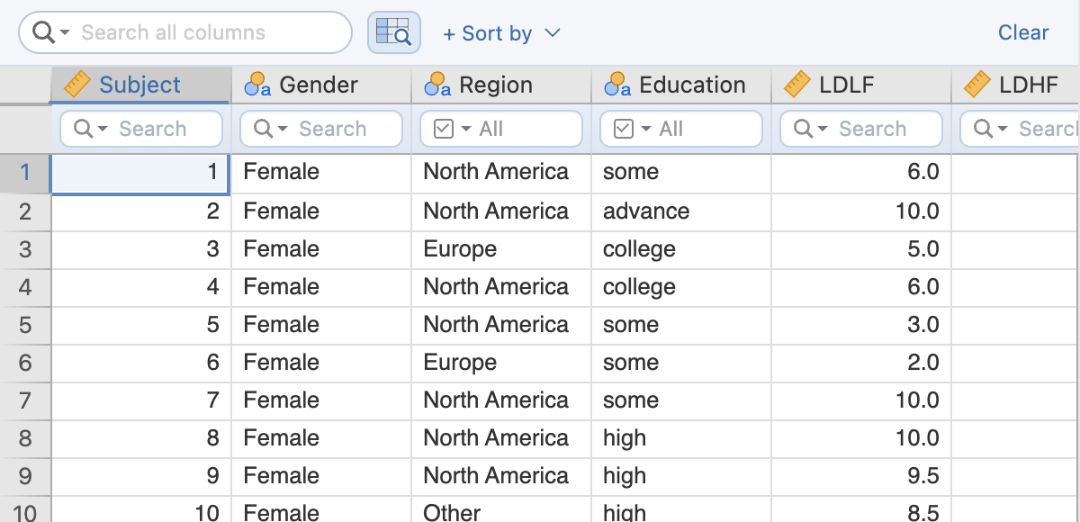 Search all columns + Sort by Clear
Subject Gender Region Education LDLF LDHF
Search Search All All Search Search
1 1 Female North America some 6.0
2 2 Female North America advance 10.0
3 3 Female Europe college 5.0
4 4 Female North America college 6.0
5 5 Female North America some 3.0
6 6 Female Europe some 2.0
7 7 Female North America some 10.0
8 8 Female North America high 10.0
9 9 Female North America high 9.5
10 10 Female Other high 8.5